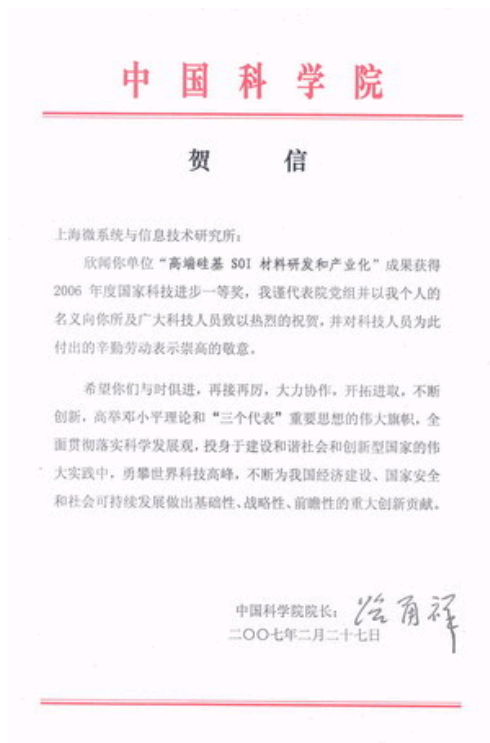 中国科学院
贺 信
上海微系统与信息技术研究所：
欣闻你单位“高端硅基 SOI 材料研发和产业化”成果获得
2006 年度国家科技进步一等奖，我谨代表院党组并以我个人的
名义向你所及广大科技人员致以热烈的祝贺，并对科技人员为此
付出的辛勤劳动表示崇高的敬意。
希望你们与时俱进，再接再厉，大力协作，开拓进取，不断
创新，高举邓小平理论和“三个代表”重要思想的伟大旗帜，全
面贯彻落实科学发展观，投身于建设和谐社会和创新型国家的伟
大实践中，勇攀世界科技高峰，不断为我国经济建设、国家安全
和社会可持续发展做出基础性、战略性、前瞻性的重大创新贡献。
中国科学院院长：路甬祥
二〇〇七年二月二十七日